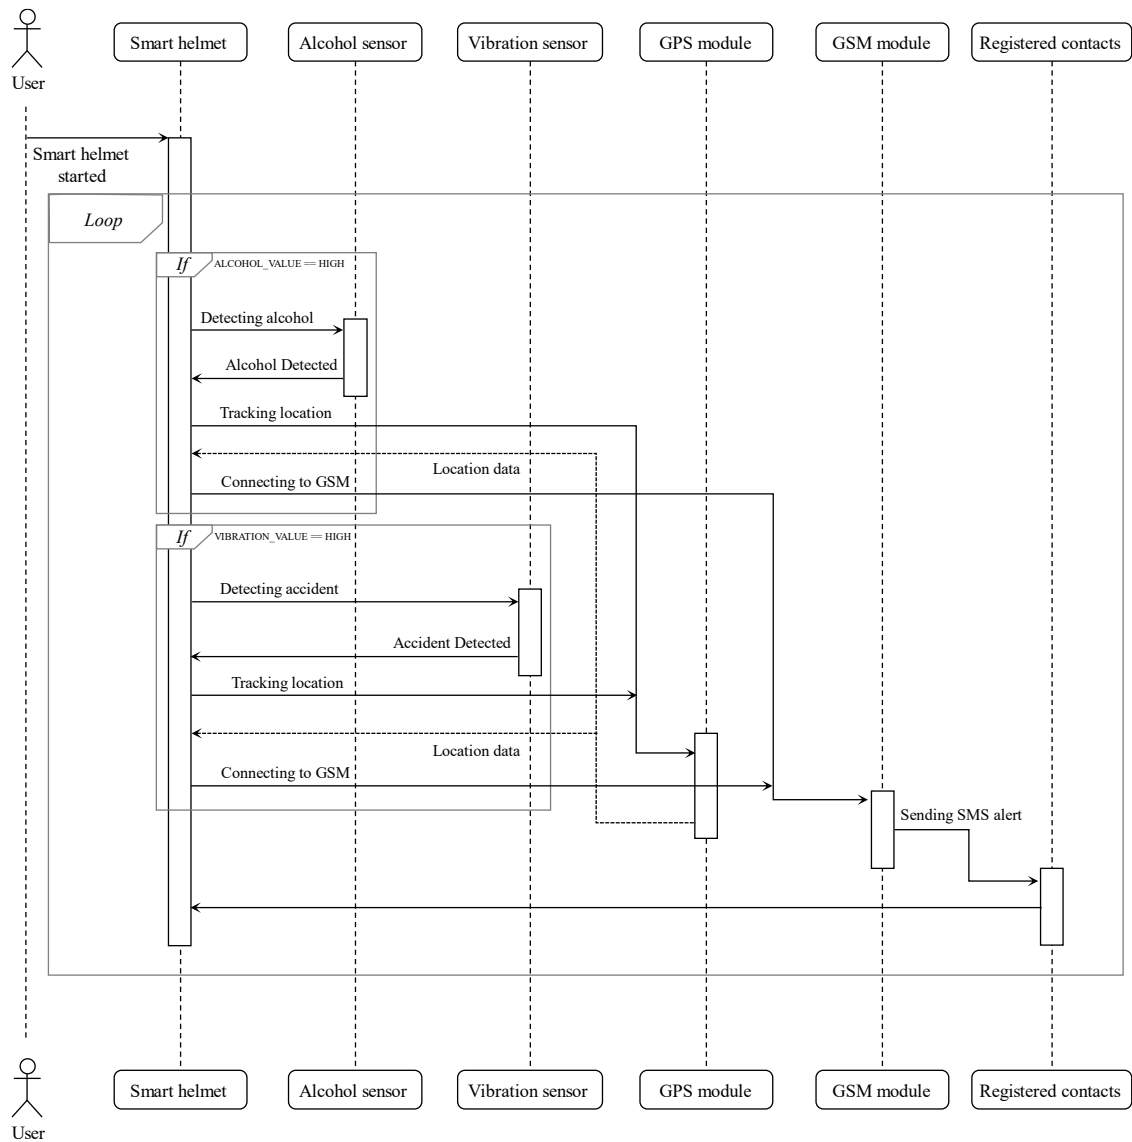 User
Smart helmet
Alcohol sensor
Vibration sensor
GPS module
GSM module
Registered contacts
Smart helmet
started
Loop
If
ALCOHOL_VALUE == HIGH
Detecting alcohol
Alcohol Detected
Tracking location
Location data
Connecting to GSM
If
VIBRATION_VALUE == HIGH
Detecting accident
Accident Detected
Tracking location
Location data
Connecting to GSM
Sending SMS alert
User
Smart helmet
Alcohol sensor
Vibration sensor
GPS module
GSM module
Registered contacts